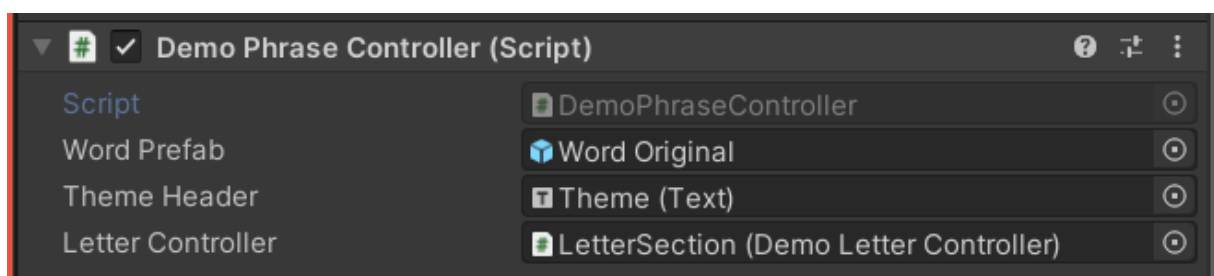 Demo Phrase Controller (Script)
Script DemoPhraseController
Word Prefab Word Original
Theme Header Theme (Text)
Letter Controller LetterSection (Demo Letter Controller)